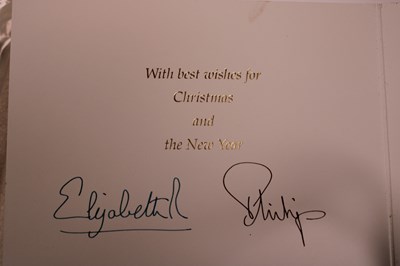 With best wishes for
Christmas
and
the New Year
Elizabeth R
Philip